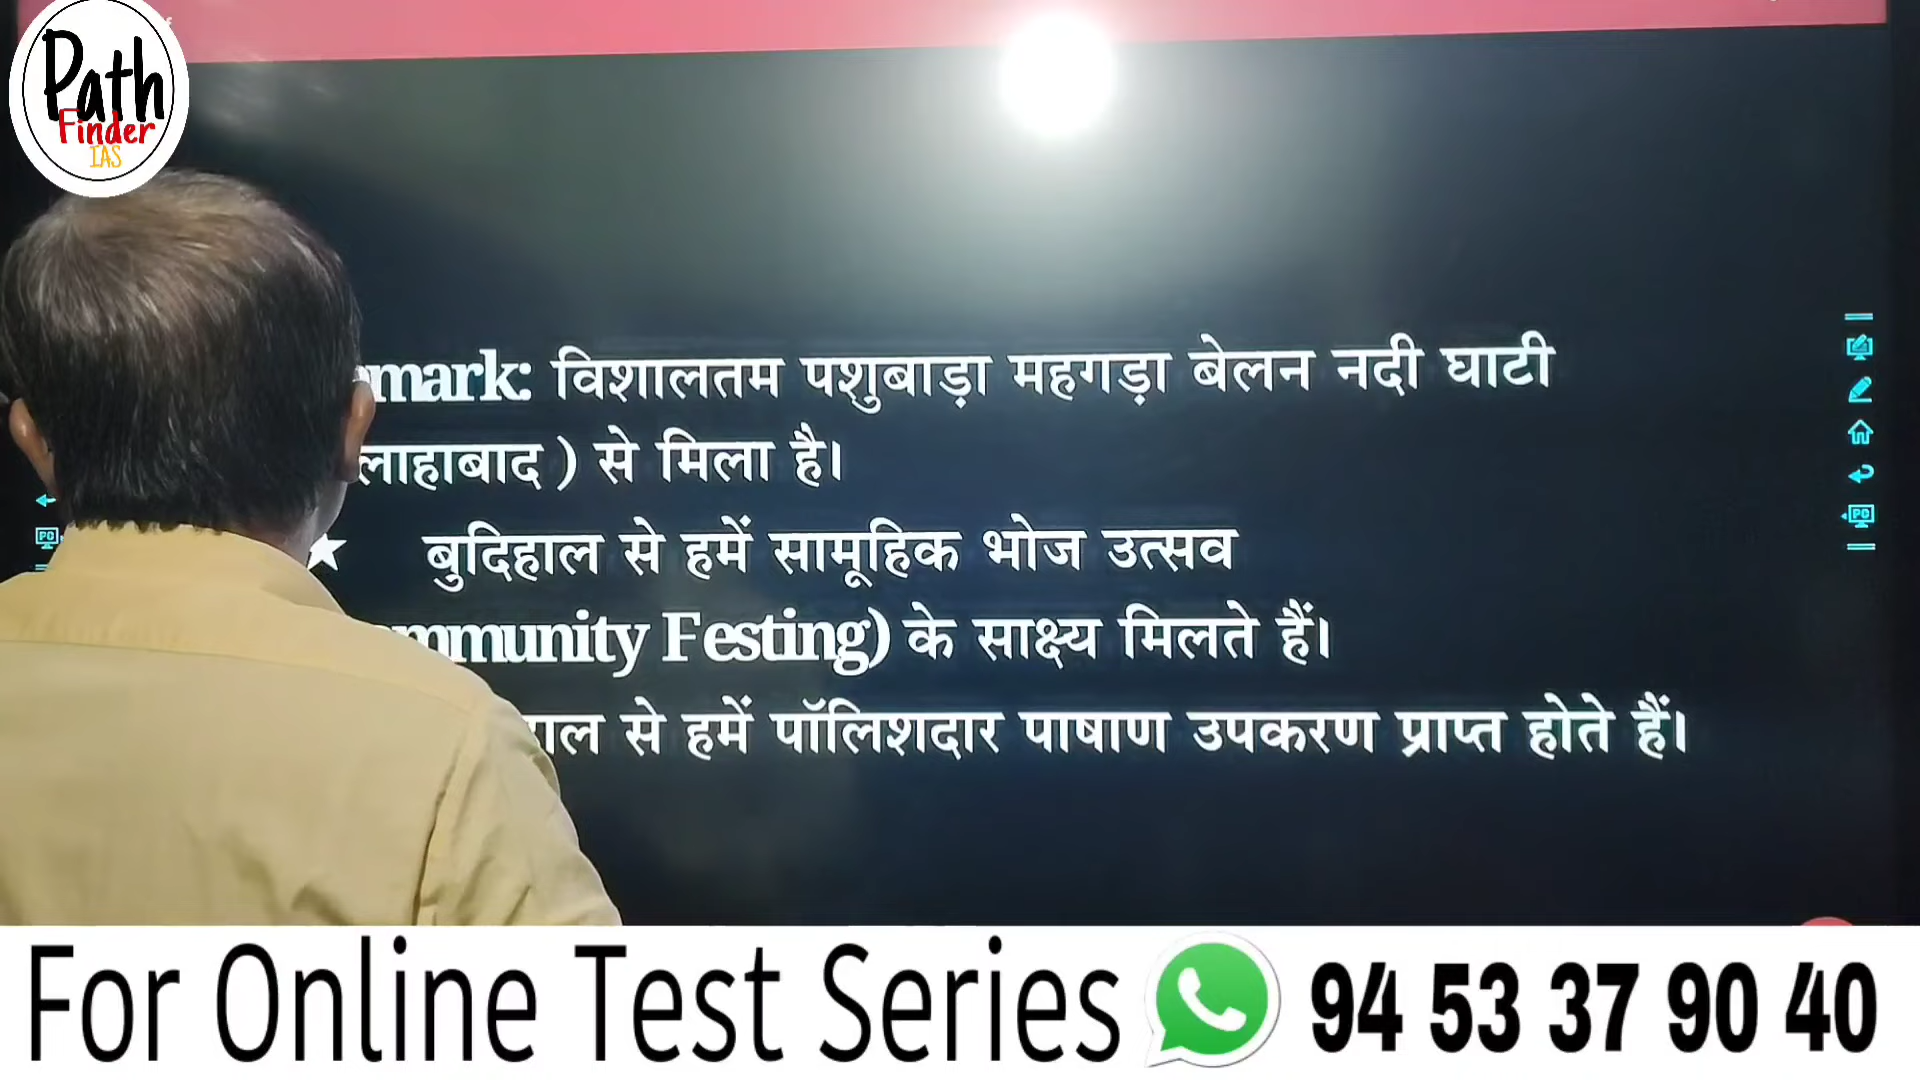 Path
Finder
IAS
mark: विशालतम पशुबाड़ा महगड़ा बेलन नदी घाटी
लाहाबाद ) से मिला है।
★ बुदिहाल से हमें सामूहिक भोज उत्सव
mmunity Festing) के साक्ष्य मिलते हैं।
से हमें पॉलिशदार पाषाण उपकरण प्राप्त होते हैं।
For Online Test Series 94 53 37 90 40